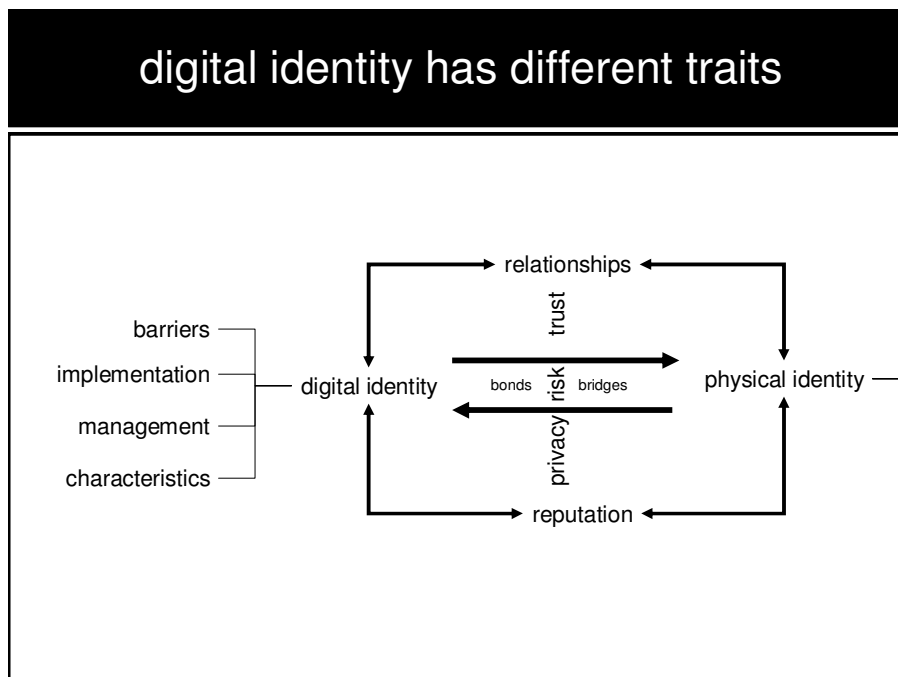 digital identity has different traits
relationships
trust
barriers
implementation
management
characteristics
digital identity
bonds
risk
bridges
physical identity
privacy
reputation